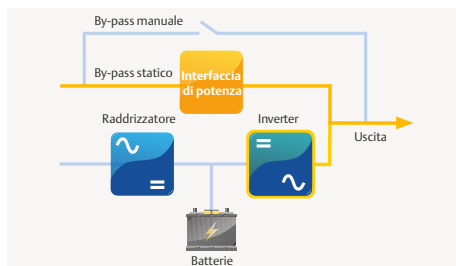 By-pass manuale
By-pass statico
Interfaccia
di potenza
Raddrizzatore
Inverter
Uscita
Batterie